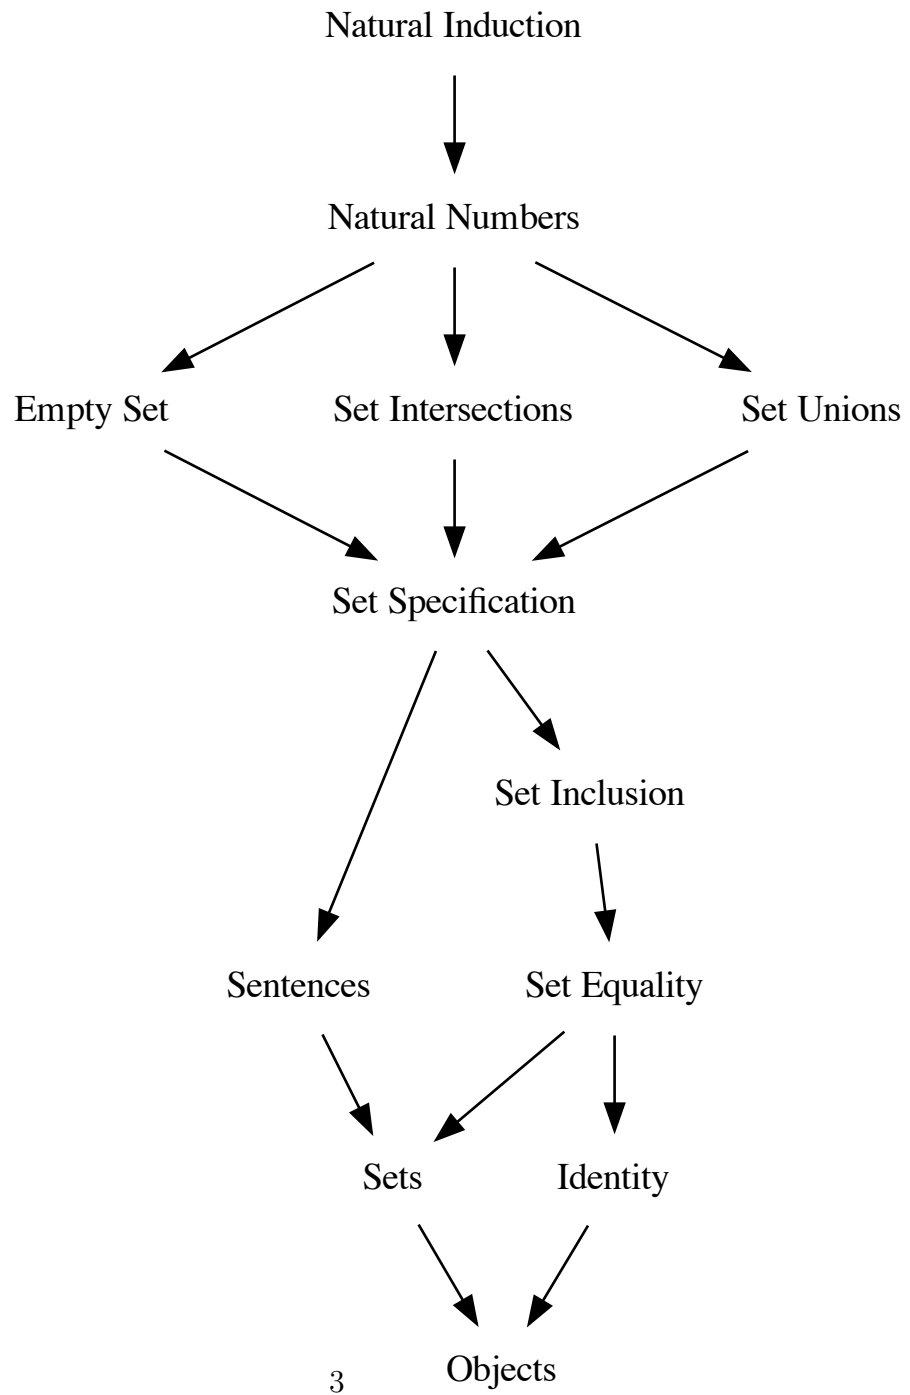 Natural Induction
Natural Numbers
Empty Set
Set Intersections
Set Unions
Set Specification
Set Inclusion
Sentences
Set Equality
Sets
Identity
Objects
3